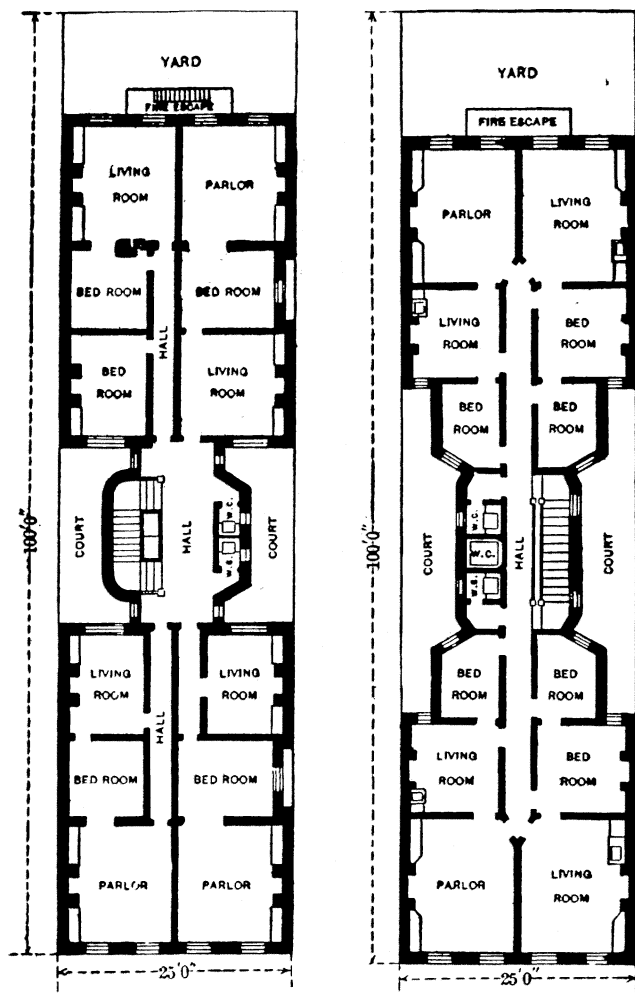 YARD
FIRE ESCAPE
LIVING
ROOM
PARLOR
BED ROOM
BED ROOM
HALL
BED
ROOM
LIVING
ROOM
COURT
HALL
W.C.
W.C.
COURT
100'0"
LIVING
ROOM
LIVING
ROOM
HALL
BED ROOM
BED ROOM
PARLOR
PARLOR
25'0"
YARD
FIRE ESCAPE
PARLOR
LIVING
ROOM
LIVING
ROOM
BED
ROOM
BED
ROOM
BED
ROOM
COURT
W.C.
W.C.
W.C.
HALL
COURT
100'0"
BED
ROOM
BED
ROOM
LIVING
ROOM
BED
ROOM
PARLOR
LIVING
ROOM
25'0"